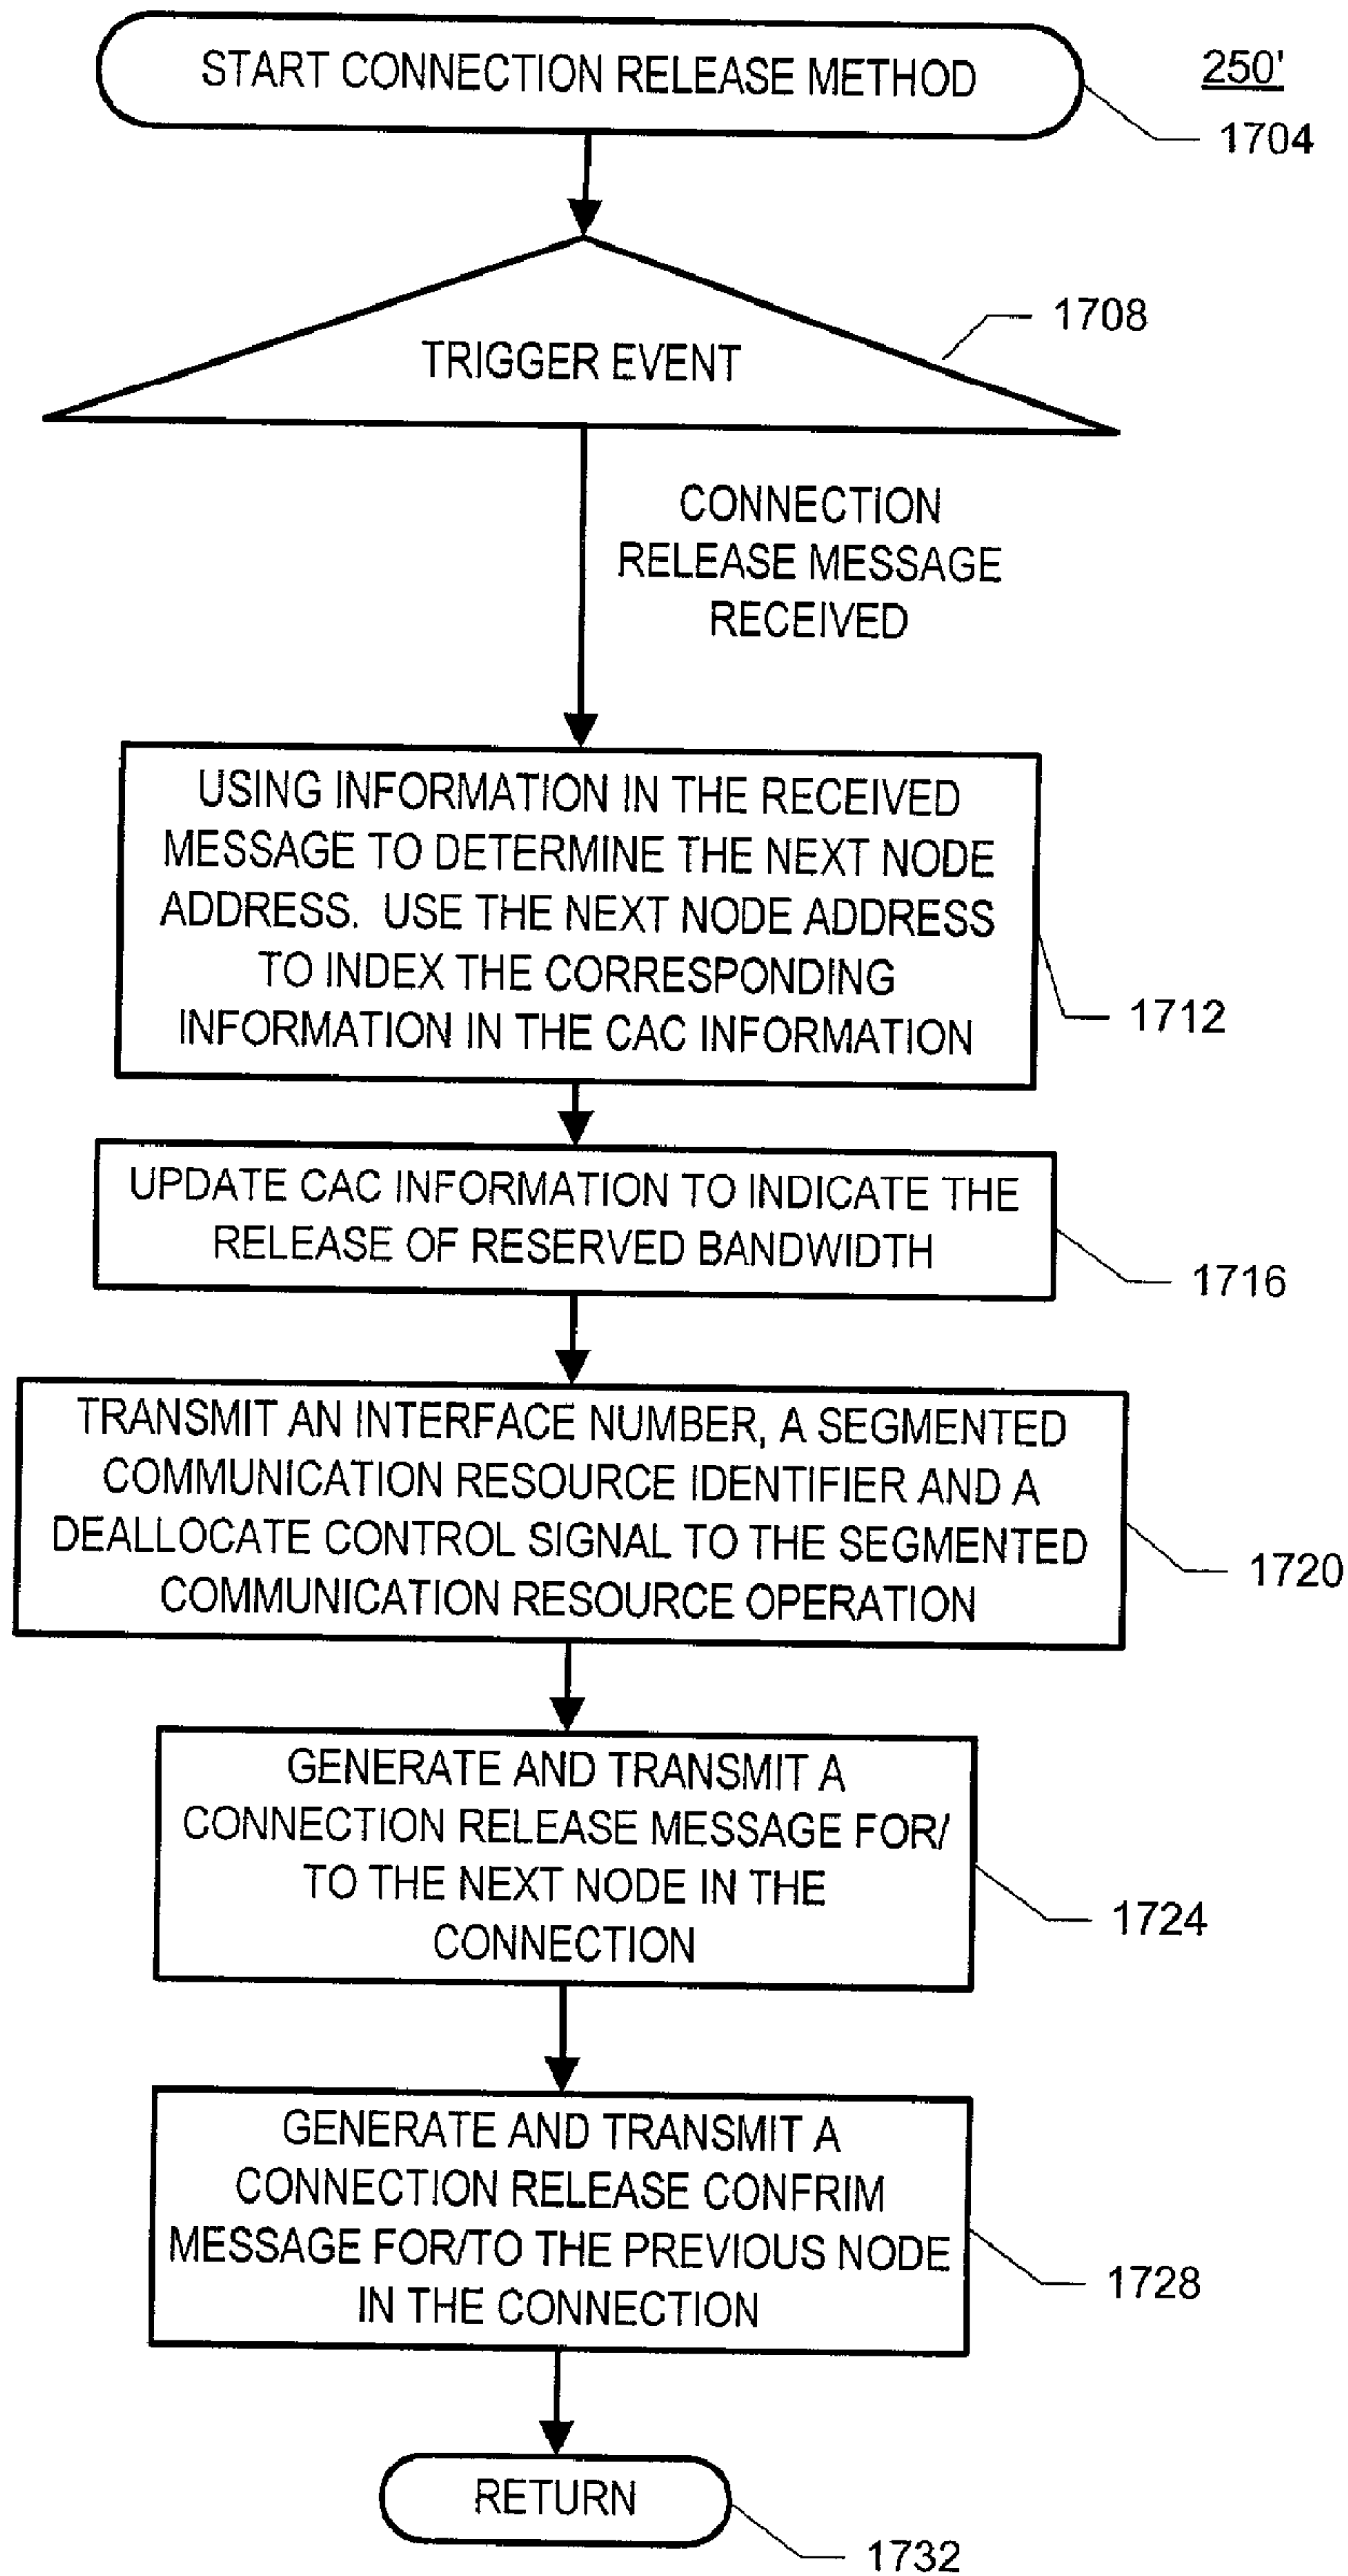 START CONNECTION RELEASE METHOD
250'
1704
TRIGGER EVENT
1708
CONNECTION
RELEASE MESSAGE
RECEIVED
USING INFORMATION IN THE RECEIVED
MESSAGE TO DETERMINE THE NEXT NODE
ADDRESS. USE THE NEXT NODE ADDRESS
TO INDEX THE CORRESPONDING
INFORMATION IN THE CAC INFORMATION
1712
UPDATE CAC INFORMATION TO INDICATE THE
RELEASE OF RESERVED BANDWIDTH
1716
TRANSMIT AN INTERFACE NUMBER, A SEGMENTED
COMMUNICATION RESOURCE IDENTIFIER AND A
DEALLOCATE CONTROL SIGNAL TO THE SEGMENTED
COMMUNICATION RESOURCE OPERATION
1720
GENERATE AND TRANSMIT A
CONNECTION RELEASE MESSAGE FOR/
TO THE NEXT NODE IN THE
CONNECTION
1724
GENERATE AND TRANSMIT A
CONNECTION RELEASE CONFRIM
MESSAGE FOR/TO THE PREVIOUS NODE
IN THE CONNECTION
1728
RETURN
1732